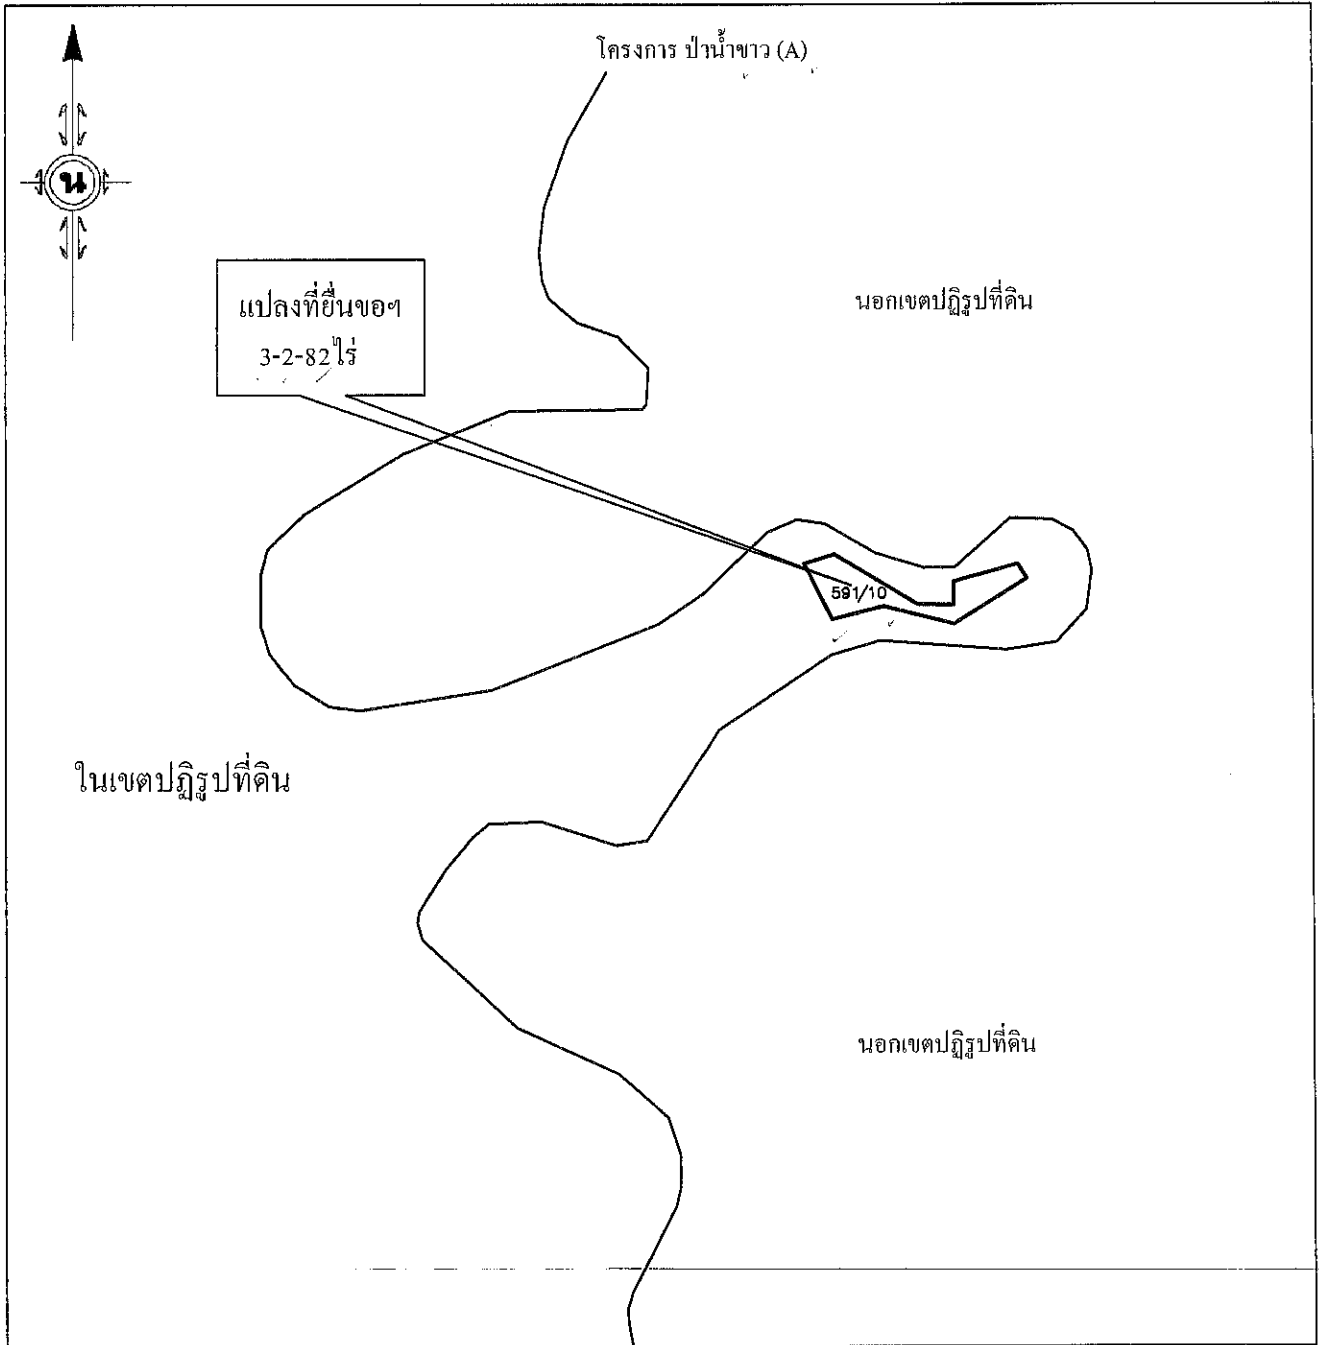 โครงการ ป่าน้ำขาว (A)
น
แปลงที่ยื่นขอฯ
3-2-82 ไร่
นอกเขตปฏิรูปที่ดิน
591/10
ในเขตปฏิรูปที่ดิน
นอกเขตปฏิรูปที่ดิน